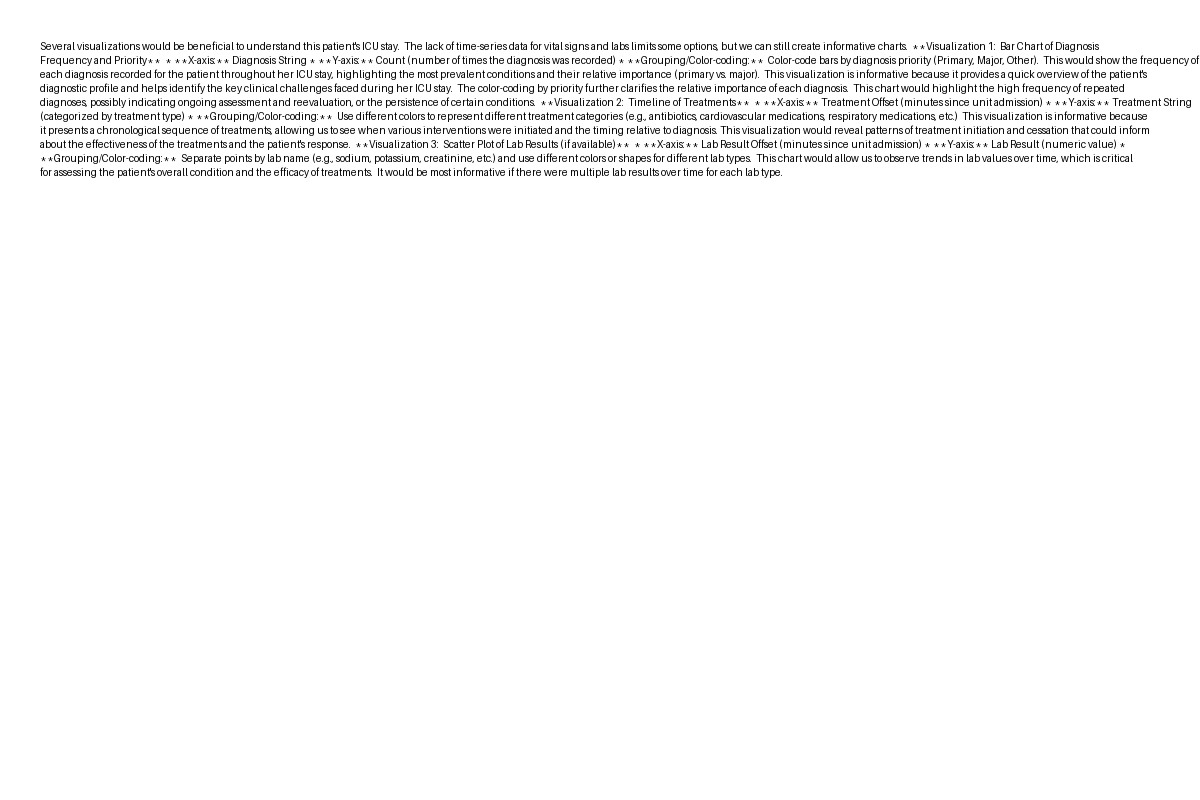 Several visualizations would be beneficial to understand this patient's ICU stay.  The lack of time-series data for vital signs and labs limits some options, but we can still create informative charts.  **Visualization 1:  Bar Chart of Diagnosis
Frequency and Priority**  * **X-axis:** Diagnosis String * **Y-axis:** Count (number of times the diagnosis was recorded) * **Grouping/Color-coding:**  Color-code bars by diagnosis priority (Primary, Major, Other).  This would show the frequency of
each diagnosis recorded for the patient throughout her ICU stay, highlighting the most prevalent conditions and their relative importance (primary vs. major).  This visualization is informative because it provides a quick overview of the patient's
diagnostic profile and helps identify the key clinical challenges faced during her ICU stay.  The color-coding by priority further clarifies the relative importance of each diagnosis.  This chart would highlight the high frequency of repeated
diagnoses, possibly indicating ongoing assessment and reevaluation, or the persistence of certain conditions.  **Visualization 2:  Timeline of Treatments**  * **X-axis:** Treatment Offset (minutes since unit admission) * **Y-axis:** Treatment String
(categorized by treatment type) * **Grouping/Color-coding:**  Use different colors to represent different treatment categories (e.g., antibiotics, cardiovascular medications, respiratory medications, etc.)  This visualization is informative because
it presents a chronological sequence of treatments, allowing us to see when various interventions were initiated and the timing relative to diagnosis. This visualization would reveal patterns of treatment initiation and cessation that could inform
about the effectiveness of the treatments and the patient's response.  **Visualization 3:  Scatter Plot of Lab Results (if available)**  * **X-axis:** Lab Result Offset (minutes since unit admission) * **Y-axis:** Lab Result (numeric value) *
**Grouping/Color-coding:**  Separate points by lab name (e.g., sodium, potassium, creatinine, etc.) and use different colors or shapes for different lab types.  This chart would allow us to observe trends in lab values over time, which is critical
for assessing the patient's overall condition and the efficacy of treatments.  It would be most informative if there were multiple lab results over time for each lab type.